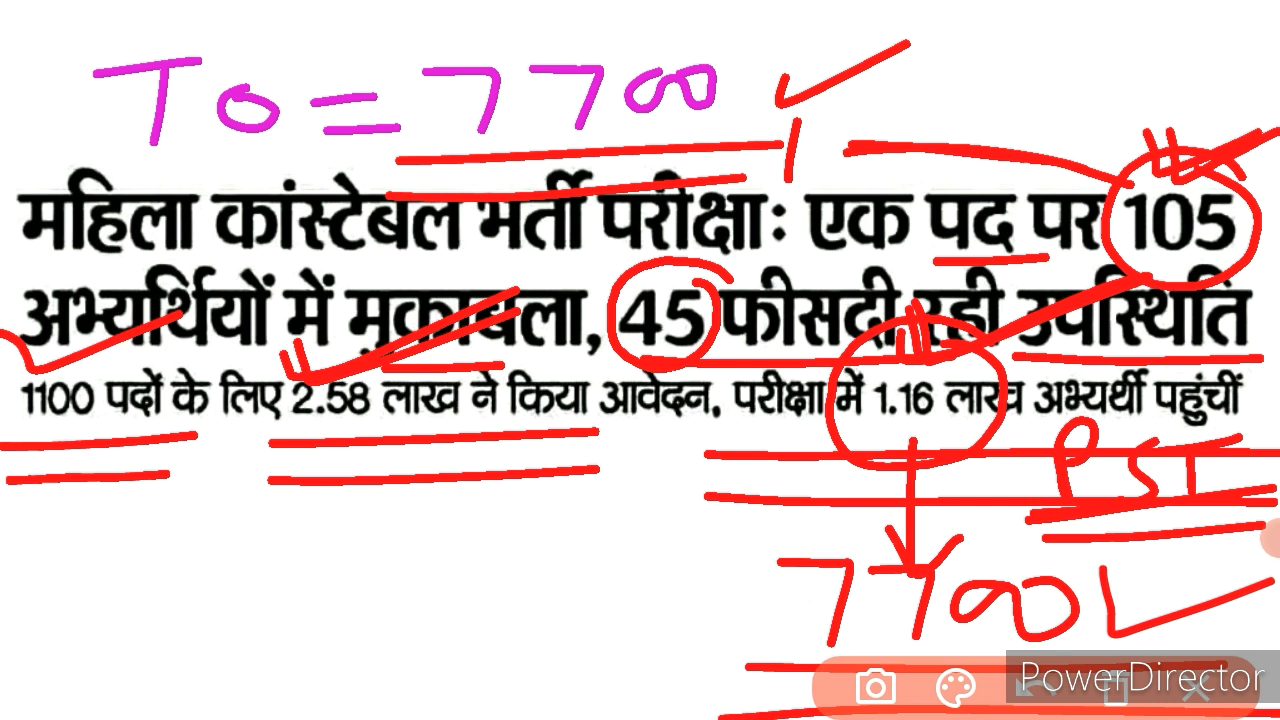 To = 7700
महिला कांस्टेबल भर्ती परीक्षाः एक पद पर 105
अभ्यर्थियों में मुकाबला, 45 फीसदी रही उपस्थिति
1100 पदों के लिए 2.58 लाख ने किया आवेदन, परीक्षा में 1.16 लाख अभ्यर्थी पहुंचीं
PST
7700
PowerDirector